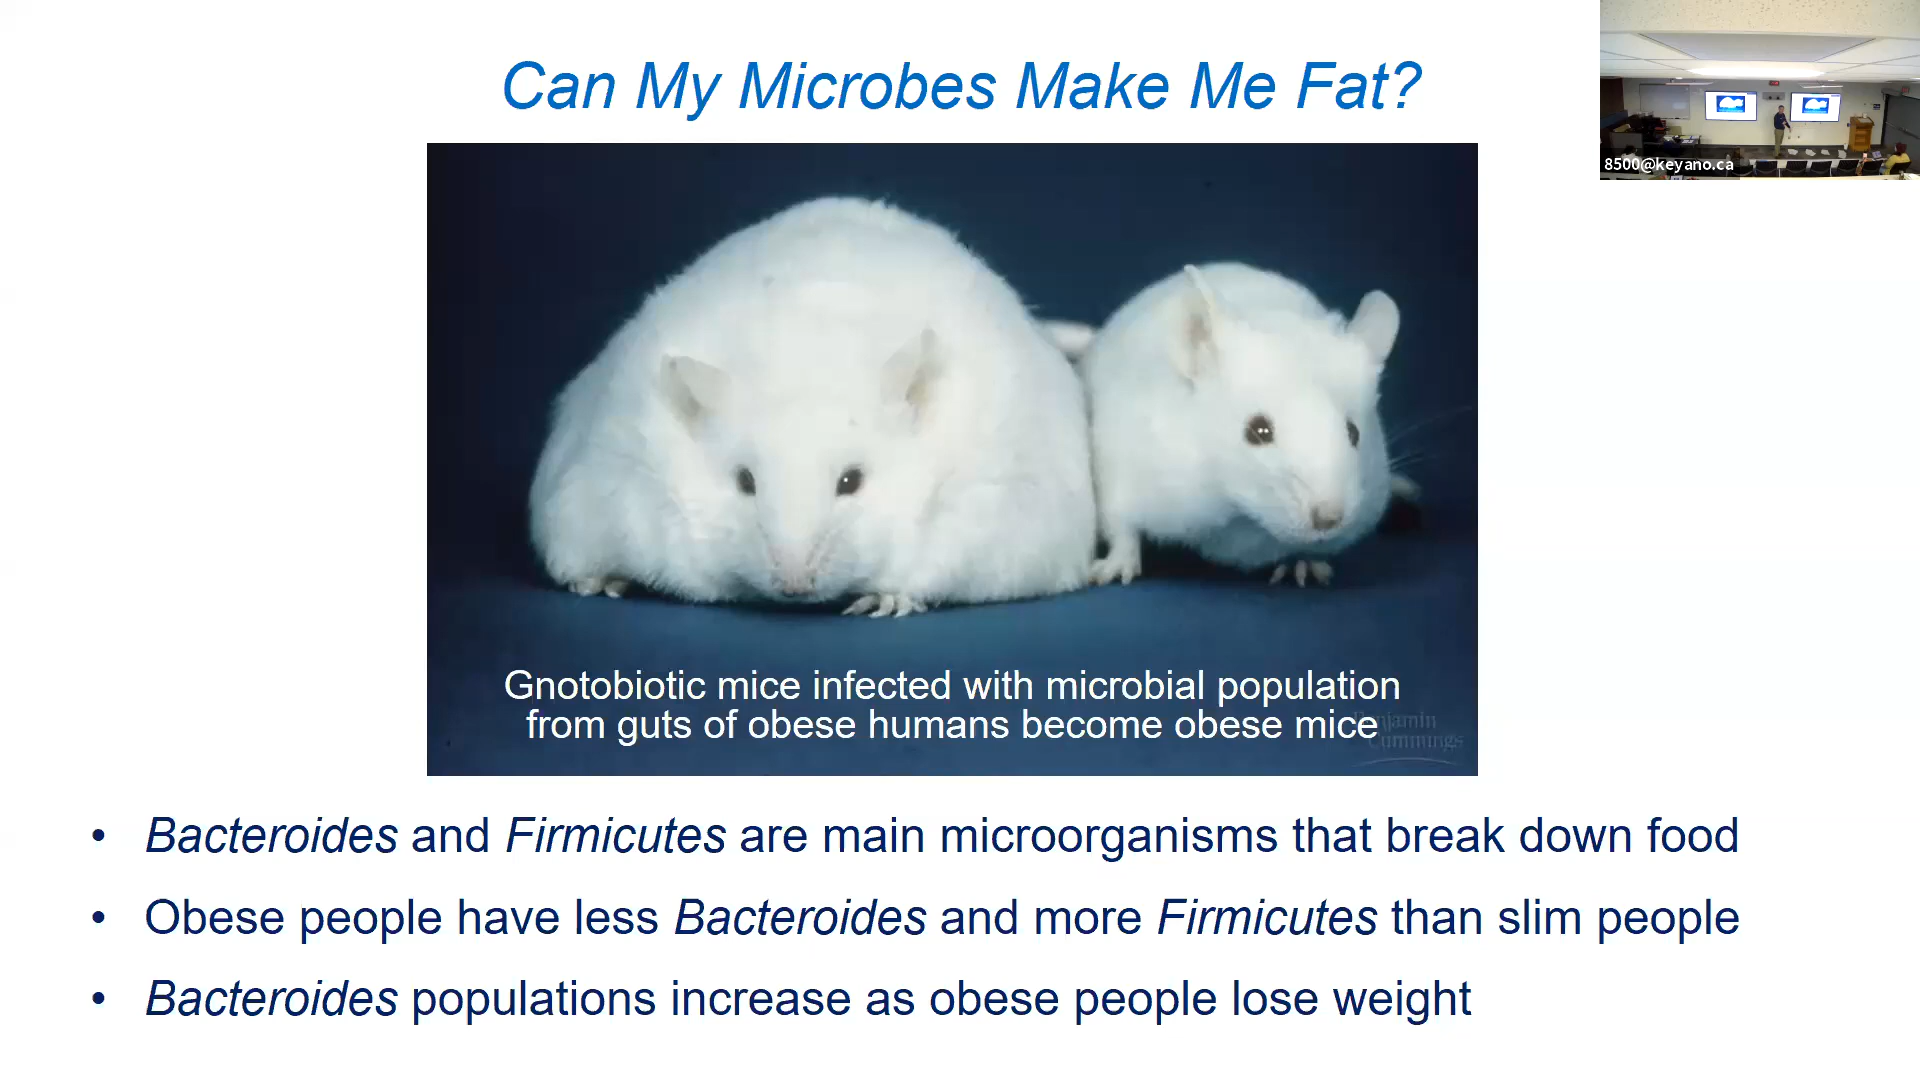 Can My Microbes Make Me Fat?
8500@keyano.ca
Gnotobiotic mice infected with microbial population
from guts of obese humans become obese mice
Benjamin
Cummings
• Bacteroides and Firmicutes are main microorganisms that break down food
• Obese people have less Bacteroides and more Firmicutes than slim people
• Bacteroides populations increase as obese people lose weight